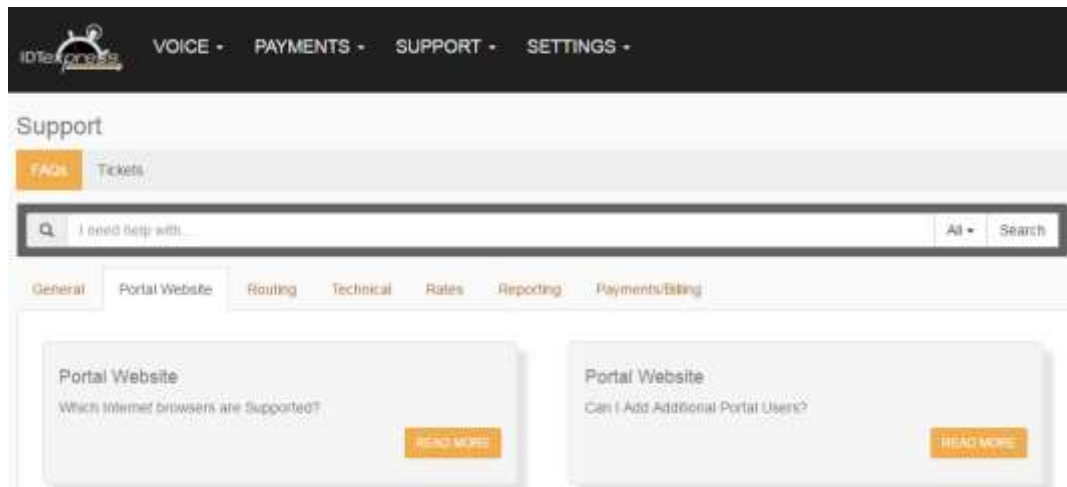 IDTexpress
VOICE PAYMENTS SUPPORT SETTINGS
Support
FAQs Tickets
I need help with...
All Search
General Portal Website Routing Technical Rates Reporting Payments/Billing
Portal Website
Which Internet browsers are Supported?
READ MORE
Portal Website
Can I Add Additional Portal Users?
READ MORE